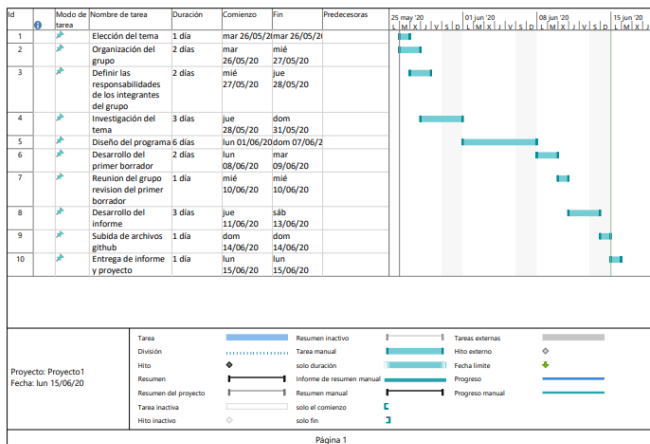 Id Modo de tarea Nombre de tarea Duración Comienzo Fin Predecesoras
25 may '20 01 jun '20 08 jun '20 15 jun '20
L M X J V S D L M X J V S D L M X J V S D L M X J
1 Elección del tema 1 día mar 26/05/20 mar 26/05/20
2 Organización del grupo 2 días mar 26/05/20 mié 27/05/20
3 Definir las responsabilidades de los integrantes del grupo 2 días mié 27/05/20 jue 28/05/20
4 Investigación del tema 3 días jue 28/05/20 dom 31/05/20
5 Diseño del programa 6 días lun 01/06/20 dom 07/06/2
6 Desarrollo del primer borrador 2 días lun 08/06/20 mar 09/06/20
7 Reunion del grupo revision del primer borrador 1 día mié 10/06/20 mié 10/06/20
8 Desarrollo del informe 3 días jue 11/06/20 sáb 13/06/20
9 Subida de archivos github 1 día dom 14/06/20 dom 14/06/20
10 Entrega de informe y proyecto 1 día lun 15/06/20 lun 15/06/20
Proyecto: Proyecto1
Fecha: lun 15/06/20
Tarea Resumen inactivo Tareas externas
División Tarea manual Hito externo
Hito solo duración Fecha límite
Resumen Informe de resumen manual Progreso
Resumen del proyecto Resumen manual Progreso manual
Tarea inactiva solo el comienzo
Hito inactivo solo fin
Página 1